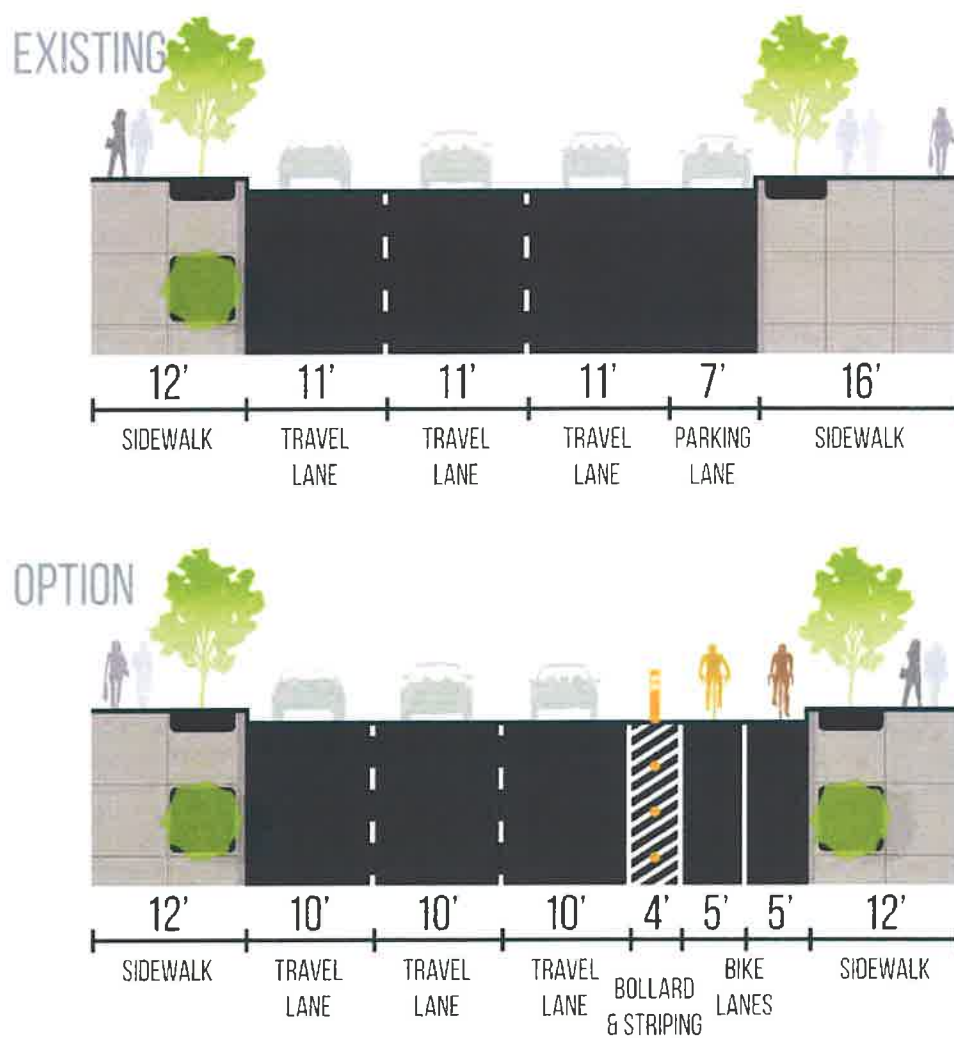 EXISTING
12' 11' 11' 11' 7' 16'
SIDEWALK TRAVEL LANE TRAVEL LANE TRAVEL LANE PARKING LANE SIDEWALK
OPTION
12' 10' 10' 10' 4' 5' 5' 12'
SIDEWALK TRAVEL LANE TRAVEL LANE TRAVEL LANE BOLLARD & STRIPING BIKE LANES SIDEWALK